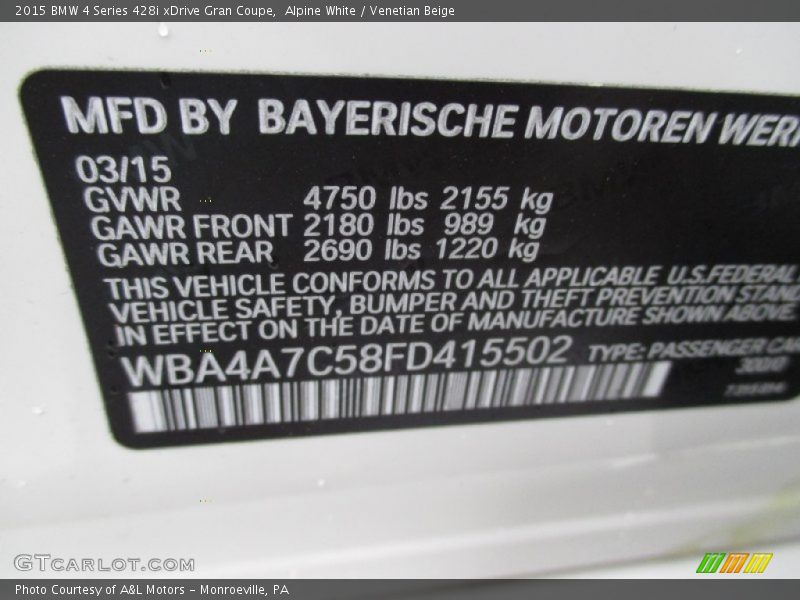 2015 BMW 4 Series 428i xDrive Gran Coupe,  Alpine White / Venetian Beige
MFD BY BAYERISCHE MOTOREN WER
03/15
GVWR 4750 lbs 2155 kg
GAWR FRONT 2180 lbs 989 kg
GAWR REAR 2690 lbs 1220 kg
THIS VEHICLE CONFORMS TO ALL APPLICABLE U.S.FEDERAL
VEHICLE SAFETY, BUMPER AND THEFT PREVENTION STAND
IN EFFECT ON THE DATE OF MANUFACTURE SHOWN ABOVE.
WBA4A7C58FD415502 TYPE: PASSENGER CAR
300/0
GTCARLOT.COM
Photo Courtesy of A&L Motors – Monroeville, PA